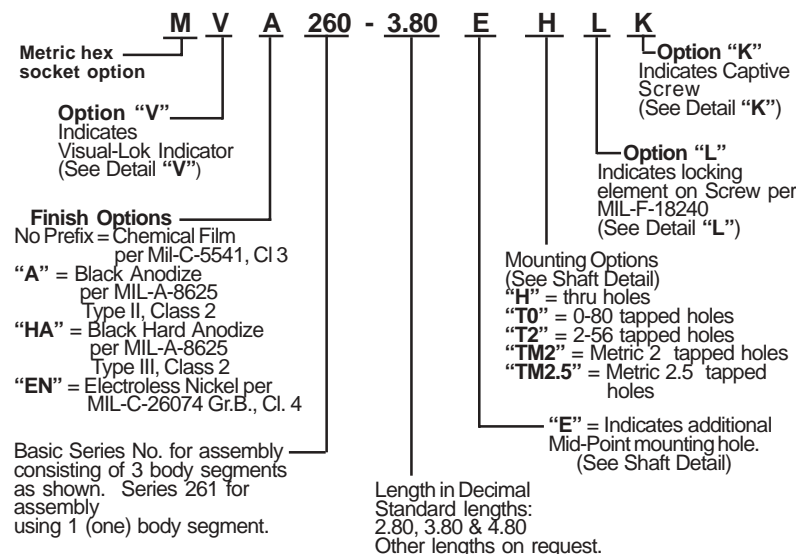 M V A 260 - 3.80 E H L K
Metric hex
socket option
Option “K”
Indicates Captive
Screw
(See Detail “K”)
Option “V”
Indicates
Visual-Lok Indicator
(See Detail “V”)
Option “L”
Indicates locking
element on Screw per
MIL-F-18240
(See Detail “L”)
Finish Options
No Prefix = Chemical Film
per Mil-C-5541, Cl 3
“A” = Black Anodize
per MIL-A-8625
Type II, Class 2
“HA” = Black Hard Anodize
per MIL-A-8625
Type III, Class 2
“EN” = Electroless Nickel per
MIL-C-26074 Gr.B., Cl. 4
Mounting Options
(See Shaft Detail)
“H” = thru holes
“T0” = 0-80 tapped holes
“T2” = 2-56 tapped holes
“TM2” = Metric 2 tapped holes
“TM2.5” = Metric 2.5 tapped
holes
“E” = Indicates additional
Mid-Point mounting hole.
(See Shaft Detail)
Basic Series No. for assembly
consisting of 3 body segments
as shown. Series 261 for
assembly
using 1 (one) body segment.
Length in Decimal
Standard lengths:
2.80, 3.80 & 4.80
Other lengths on request.